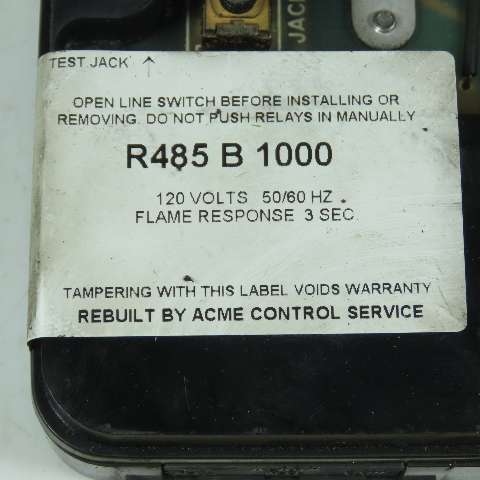 JACK
TEST JACK ↑
OPEN LINE SWITCH BEFORE INSTALLING OR
REMOVING. DO NOT PUSH RELAYS IN MANUALLY
R485 B 1000
120 VOLTS 50/60 HZ
FLAME RESPONSE 3 SEC
TAMPERING WITH THIS LABEL VOIDS WARRANTY
REBUILT BY ACME CONTROL SERVICE